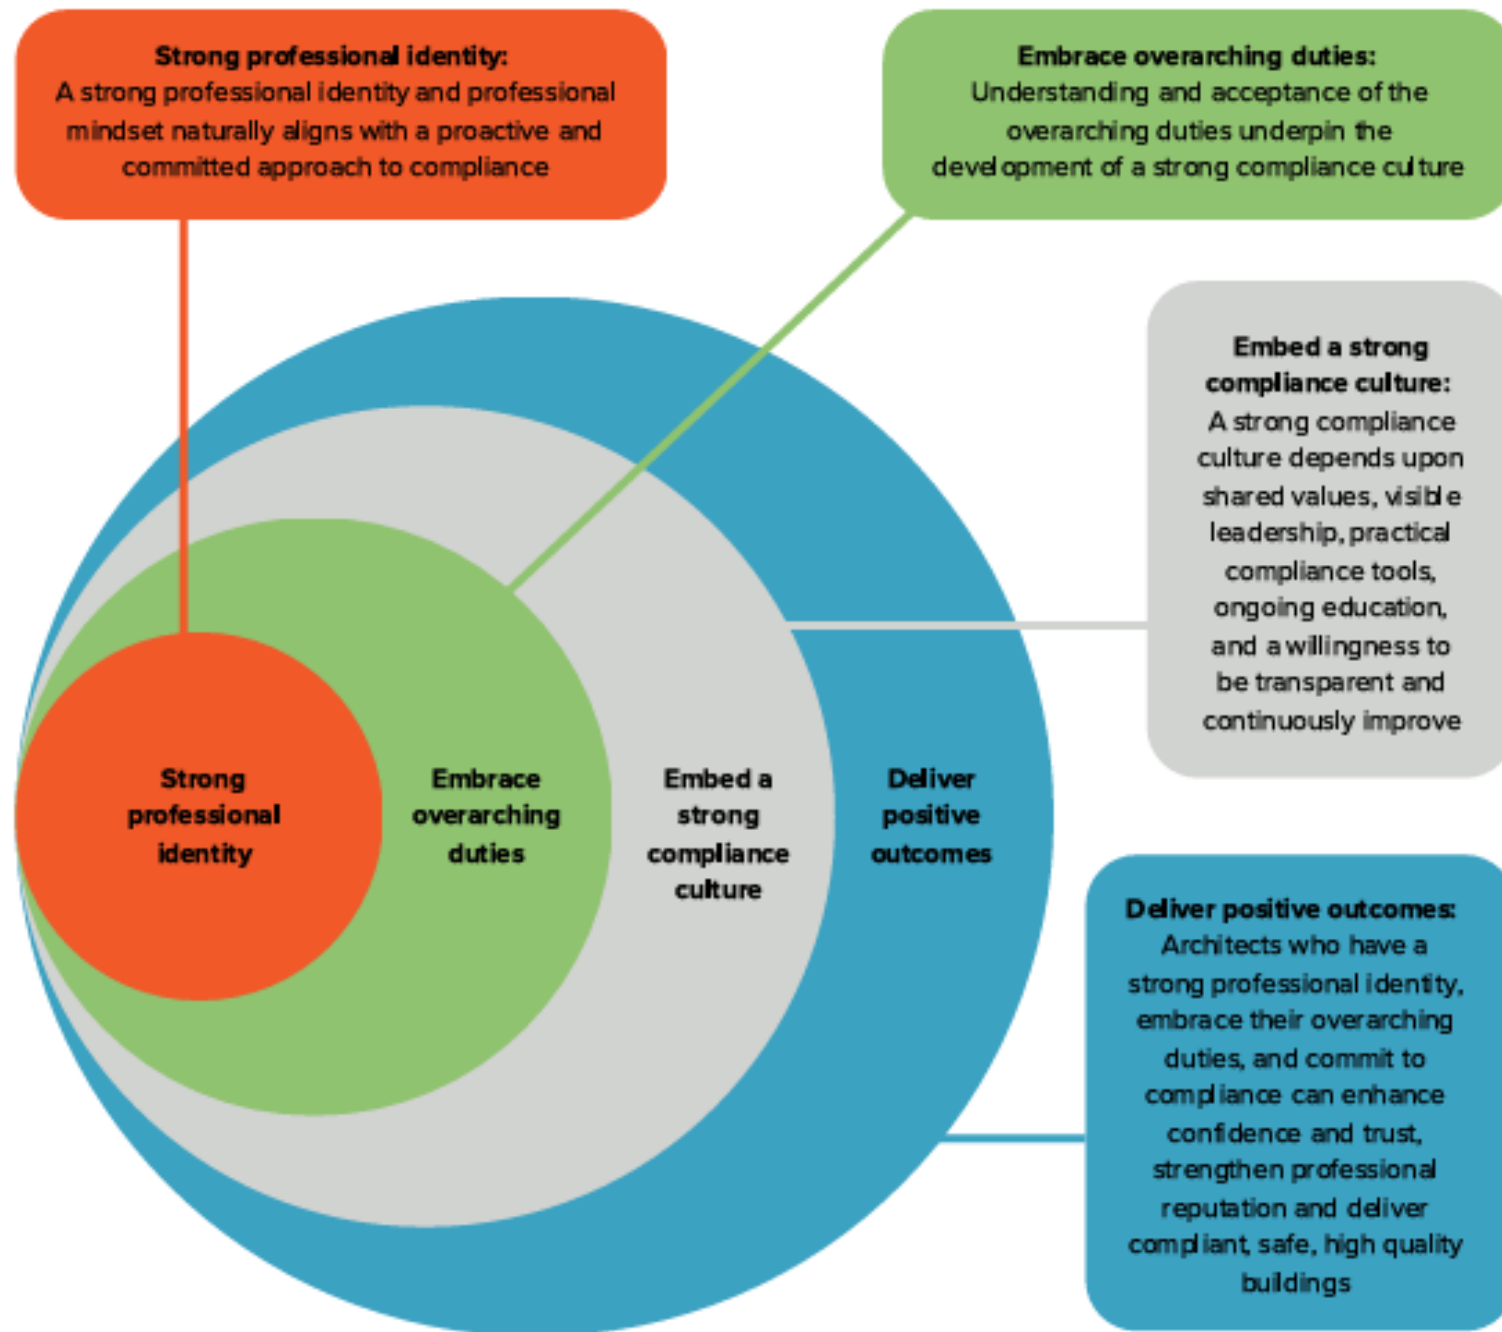 Strong professional identity:
A strong professional identity and professional
mindset naturally aligns with a proactive and
committed approach to compliance
Embrace overarching duties:
Understanding and acceptance of the
overarching duties underpin the
development of a strong compliance culture
Embed a strong
compliance culture:
A strong compliance
culture depends upon
shared values, visible
leadership, practical
compliance tools,
ongoing education,
and a willingness to
be transparent and
continuously improve
Strong
professional
identity
Embrace
overarching
duties
Embed a
strong
compliance
culture
Deliver
positive
outcomes
Deliver positive outcomes:
Architects who have a
strong professional identity,
embrace their overarching
duties, and commit to
compliance can enhance
confidence and trust,
strengthen professional
reputation and deliver
compliant, safe, high quality
buildings